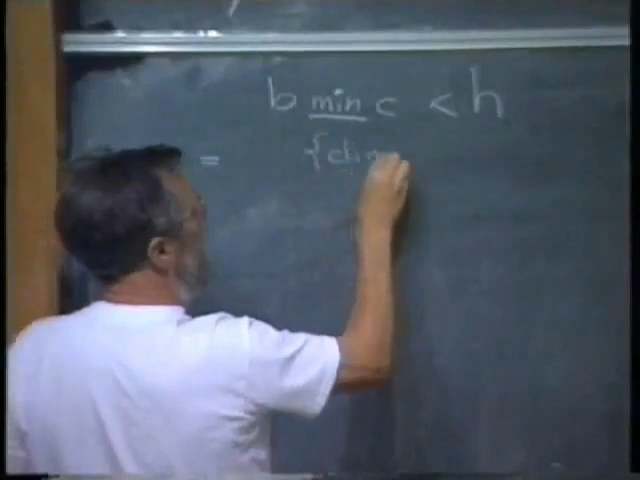 b min c < h
= {